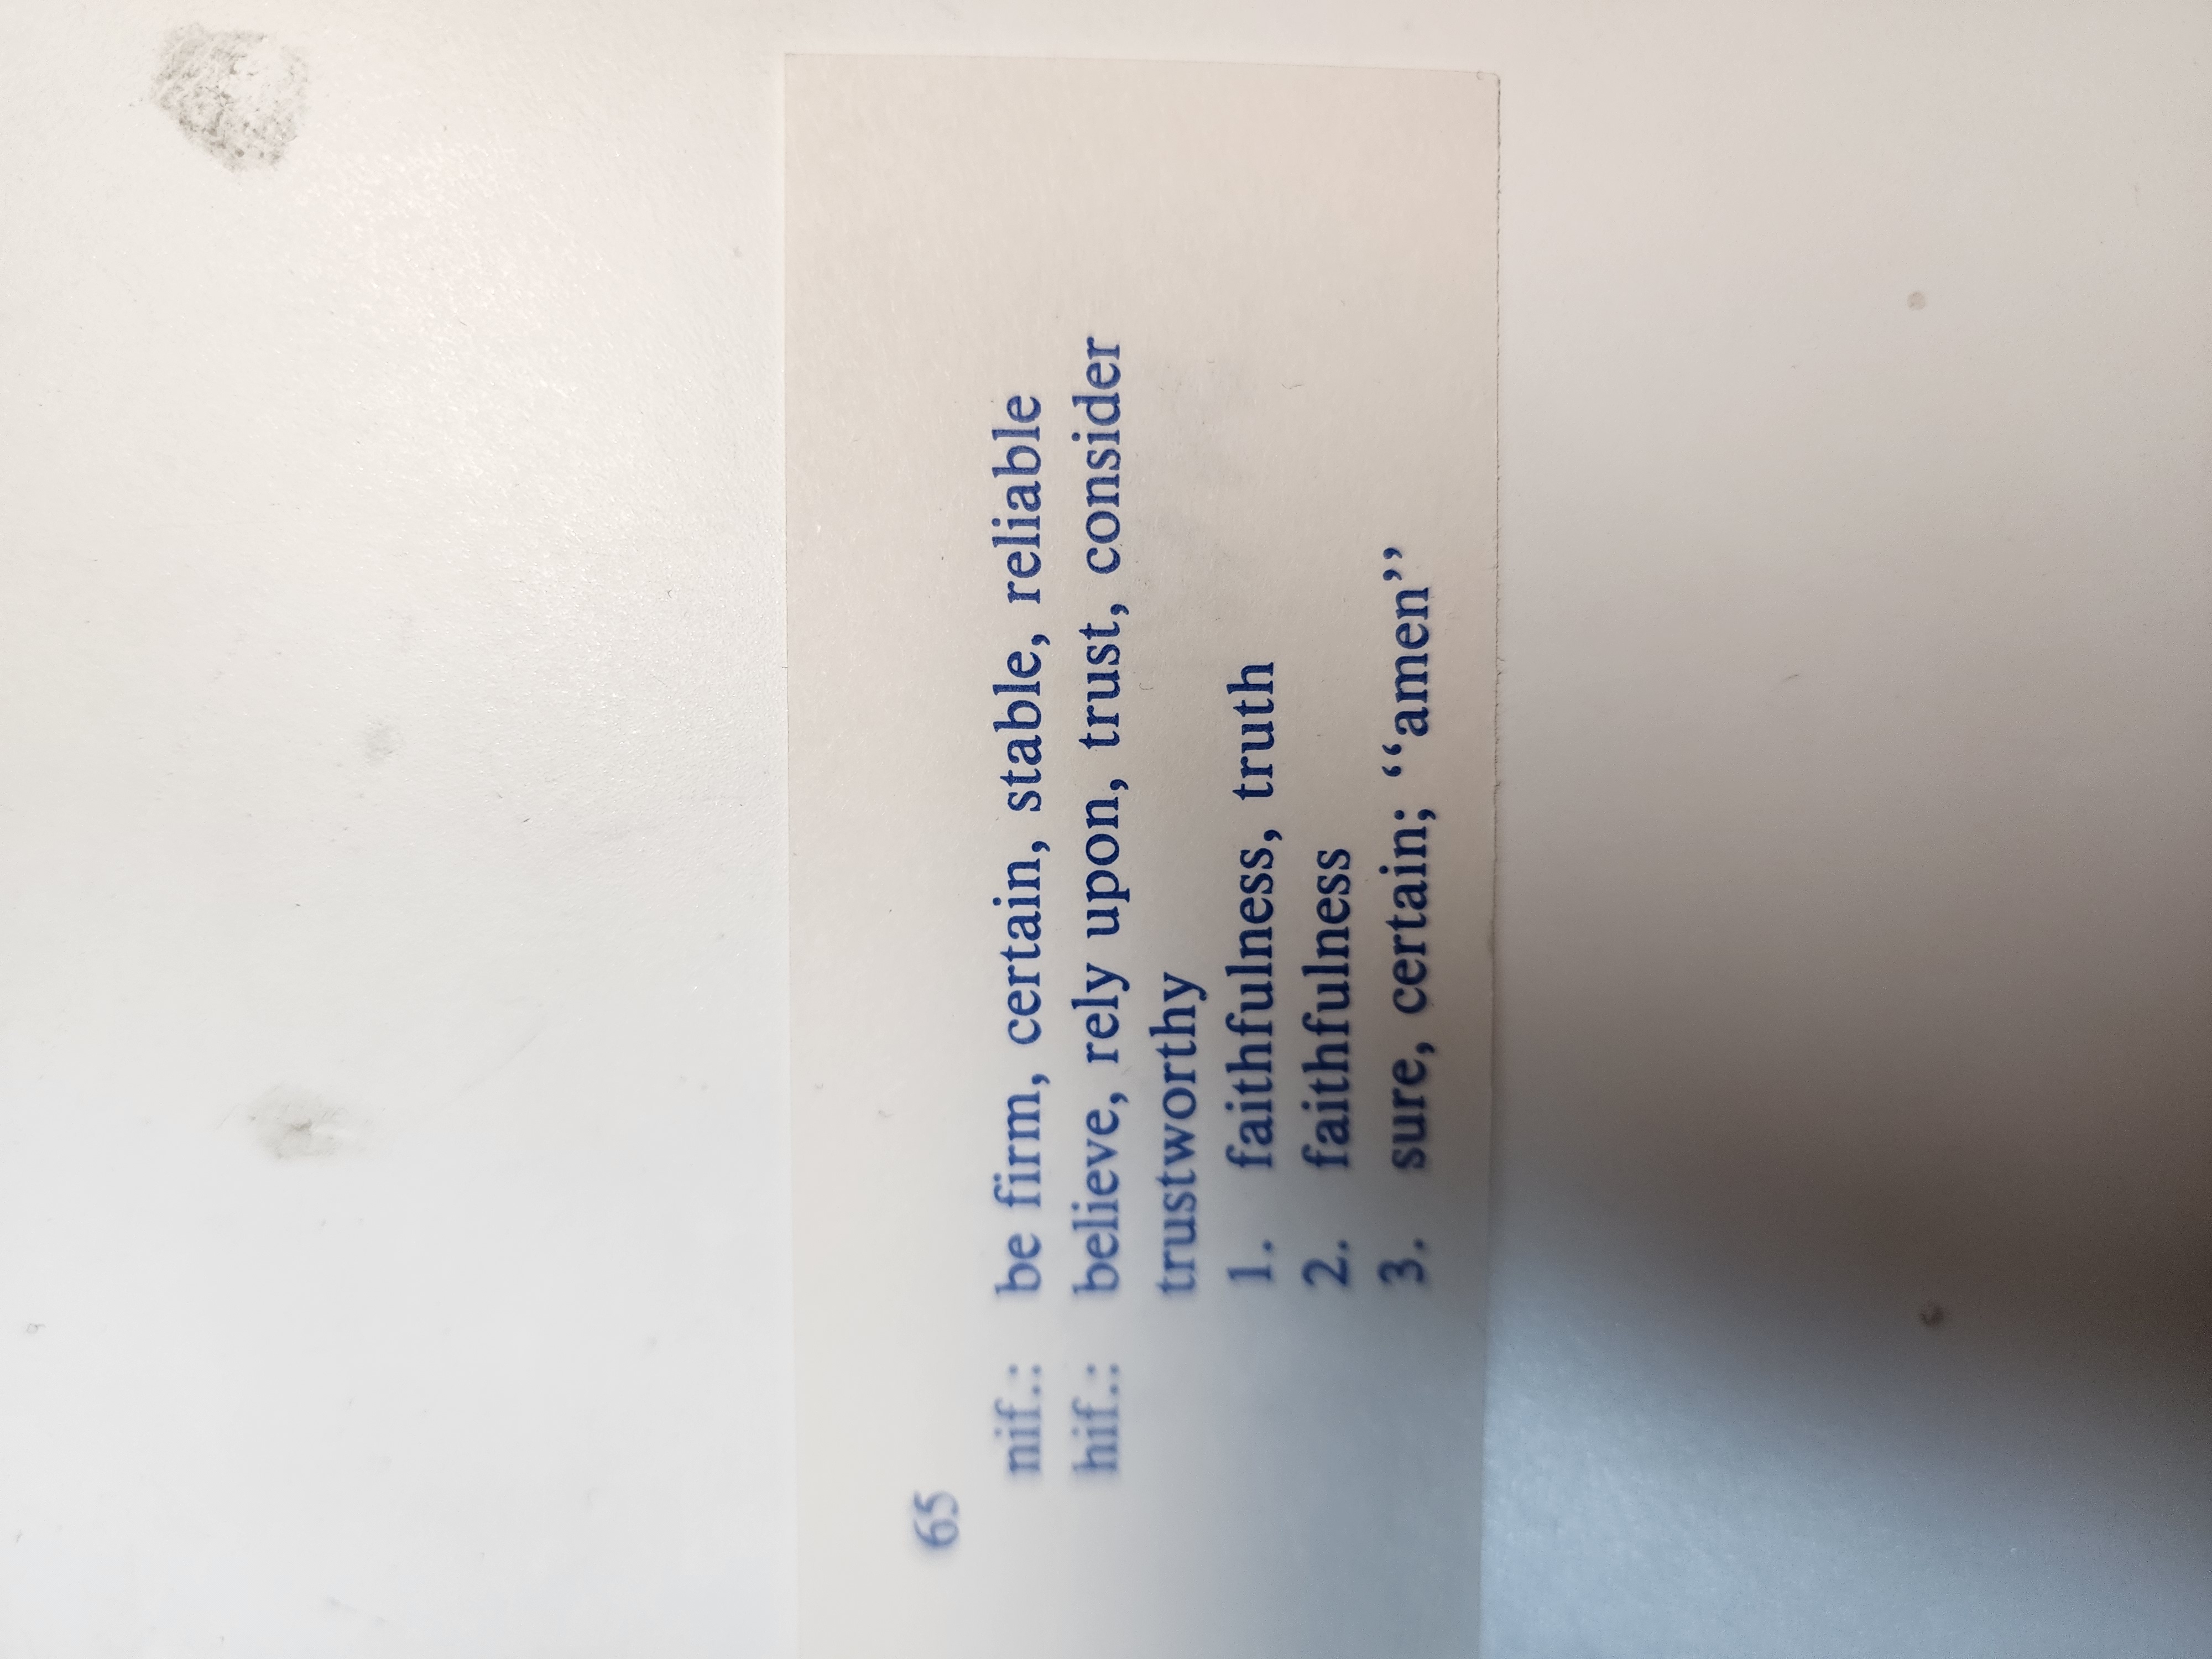 65
nif.: be firm, certain, stable, reliable
hif.: believe, rely upon, trust, consider
trustworthy
1. faithfulness, truth
2. faithfulness
3. sure, certain; “amen”